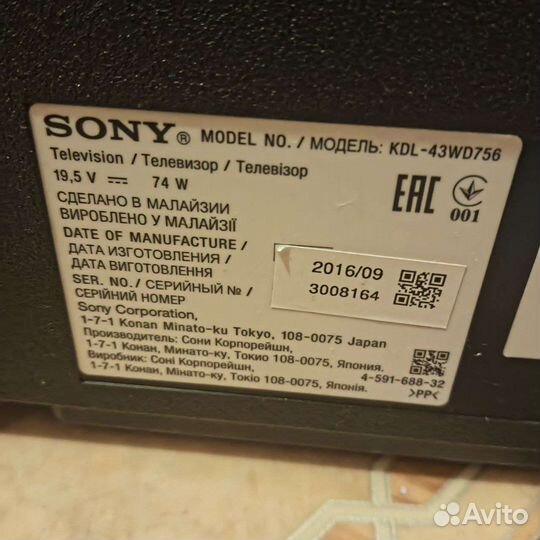 SONY® MODEL NO. / МОДЕЛЬ: KDL-43WD756
Television / Телевизор / Телевізор
19,5 V ⎓ 74 W
СДЕЛАНО В МАЛАЙЗИИ
ВИРОБЛЕНО У МАЛАЙЗІЇ
DATE OF MANUFACTURE /
ДАТА ИЗГОТОВЛЕНИЯ /
ДАТА ВИГОТОВЛЕННЯ
SER. NO. / СЕРИЙНЫЙ № /
СЕРІЙНИЙ НОМЕР
EAC
001
2016/09
3008164
Sony Corporation,
1-7-1 Konan Minato-ku Tokyo, 108-0075 Japan
Производитель: Сони Корпорейшн,
1-7-1 Конан, Минато-ку, Токио 108-0075, Япония.
Виробник: Соні Корпорейшн,
1-7-1 Конан, Мінато-ку, Токіо 108-0075, Японія.
4-591-688-32
>PP<
Avito